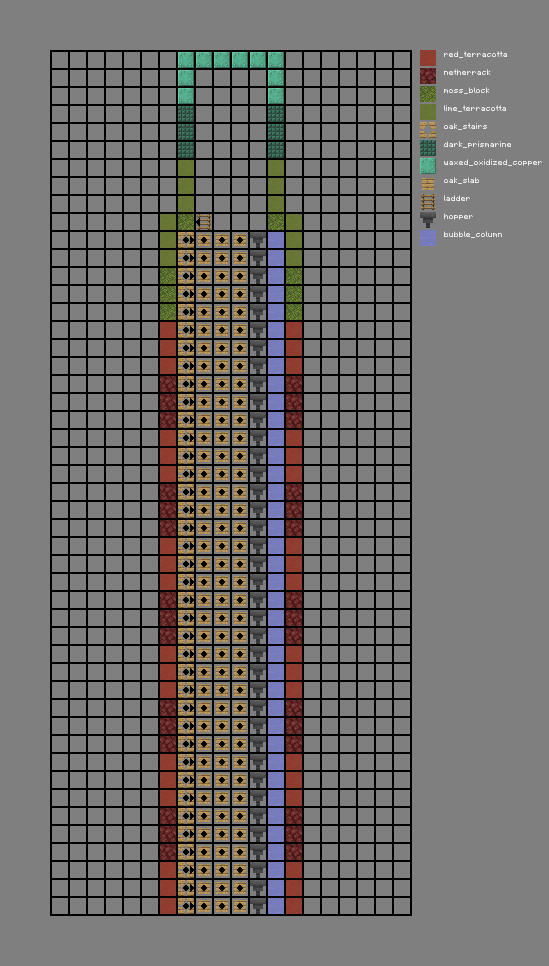 red_terracotta
netherrack
moss_block
lime_terracotta
oak_stairs
dark_prismarine
waxed_oxidized_copper
oak_slab
ladder
hopper
bubble_column